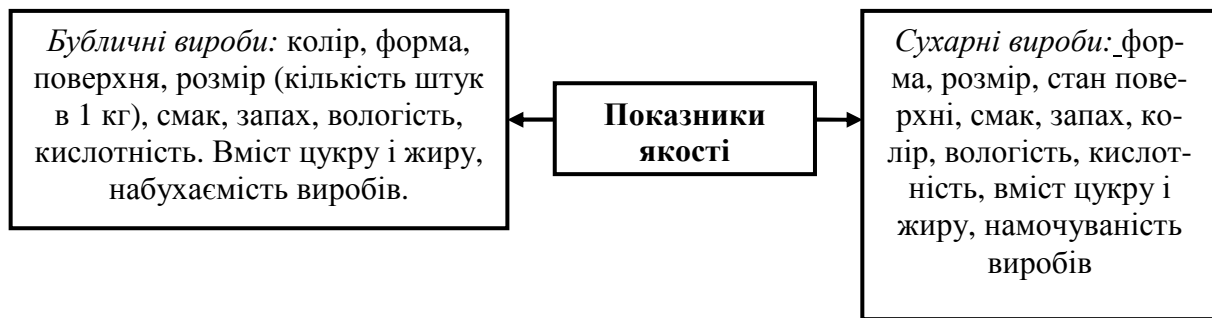 Бубличні вироби: колір, форма,
поверхня, розмір (кількість штук
в 1 кг), смак, запах, вологість,
кислотність. Вміст цукру і жиру,
набухаємість виробів.
Показники
якості
Сухарні вироби: фор-
ма, розмір, стан пове-
рхні, смак, запах, ко-
лір, вологість, кислот-
ність, вміст цукру і
жиру, намочуваність
виробів